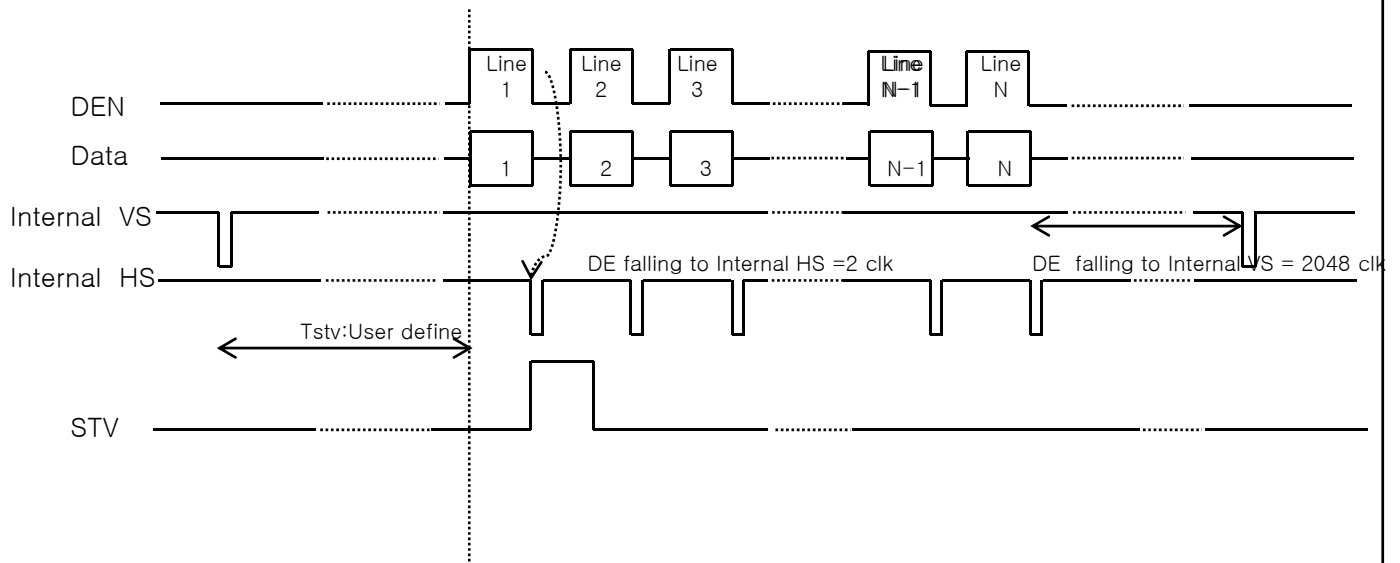 Line Line Line Line Line
1 2 3 N-1 N
DEN
Data
1 2 3 N-1 N
Internal VS
DE falling to Internal HS =2 clk
DE falling to Internal VS = 2048 clk
Internal HS
Tstv:User define
STV